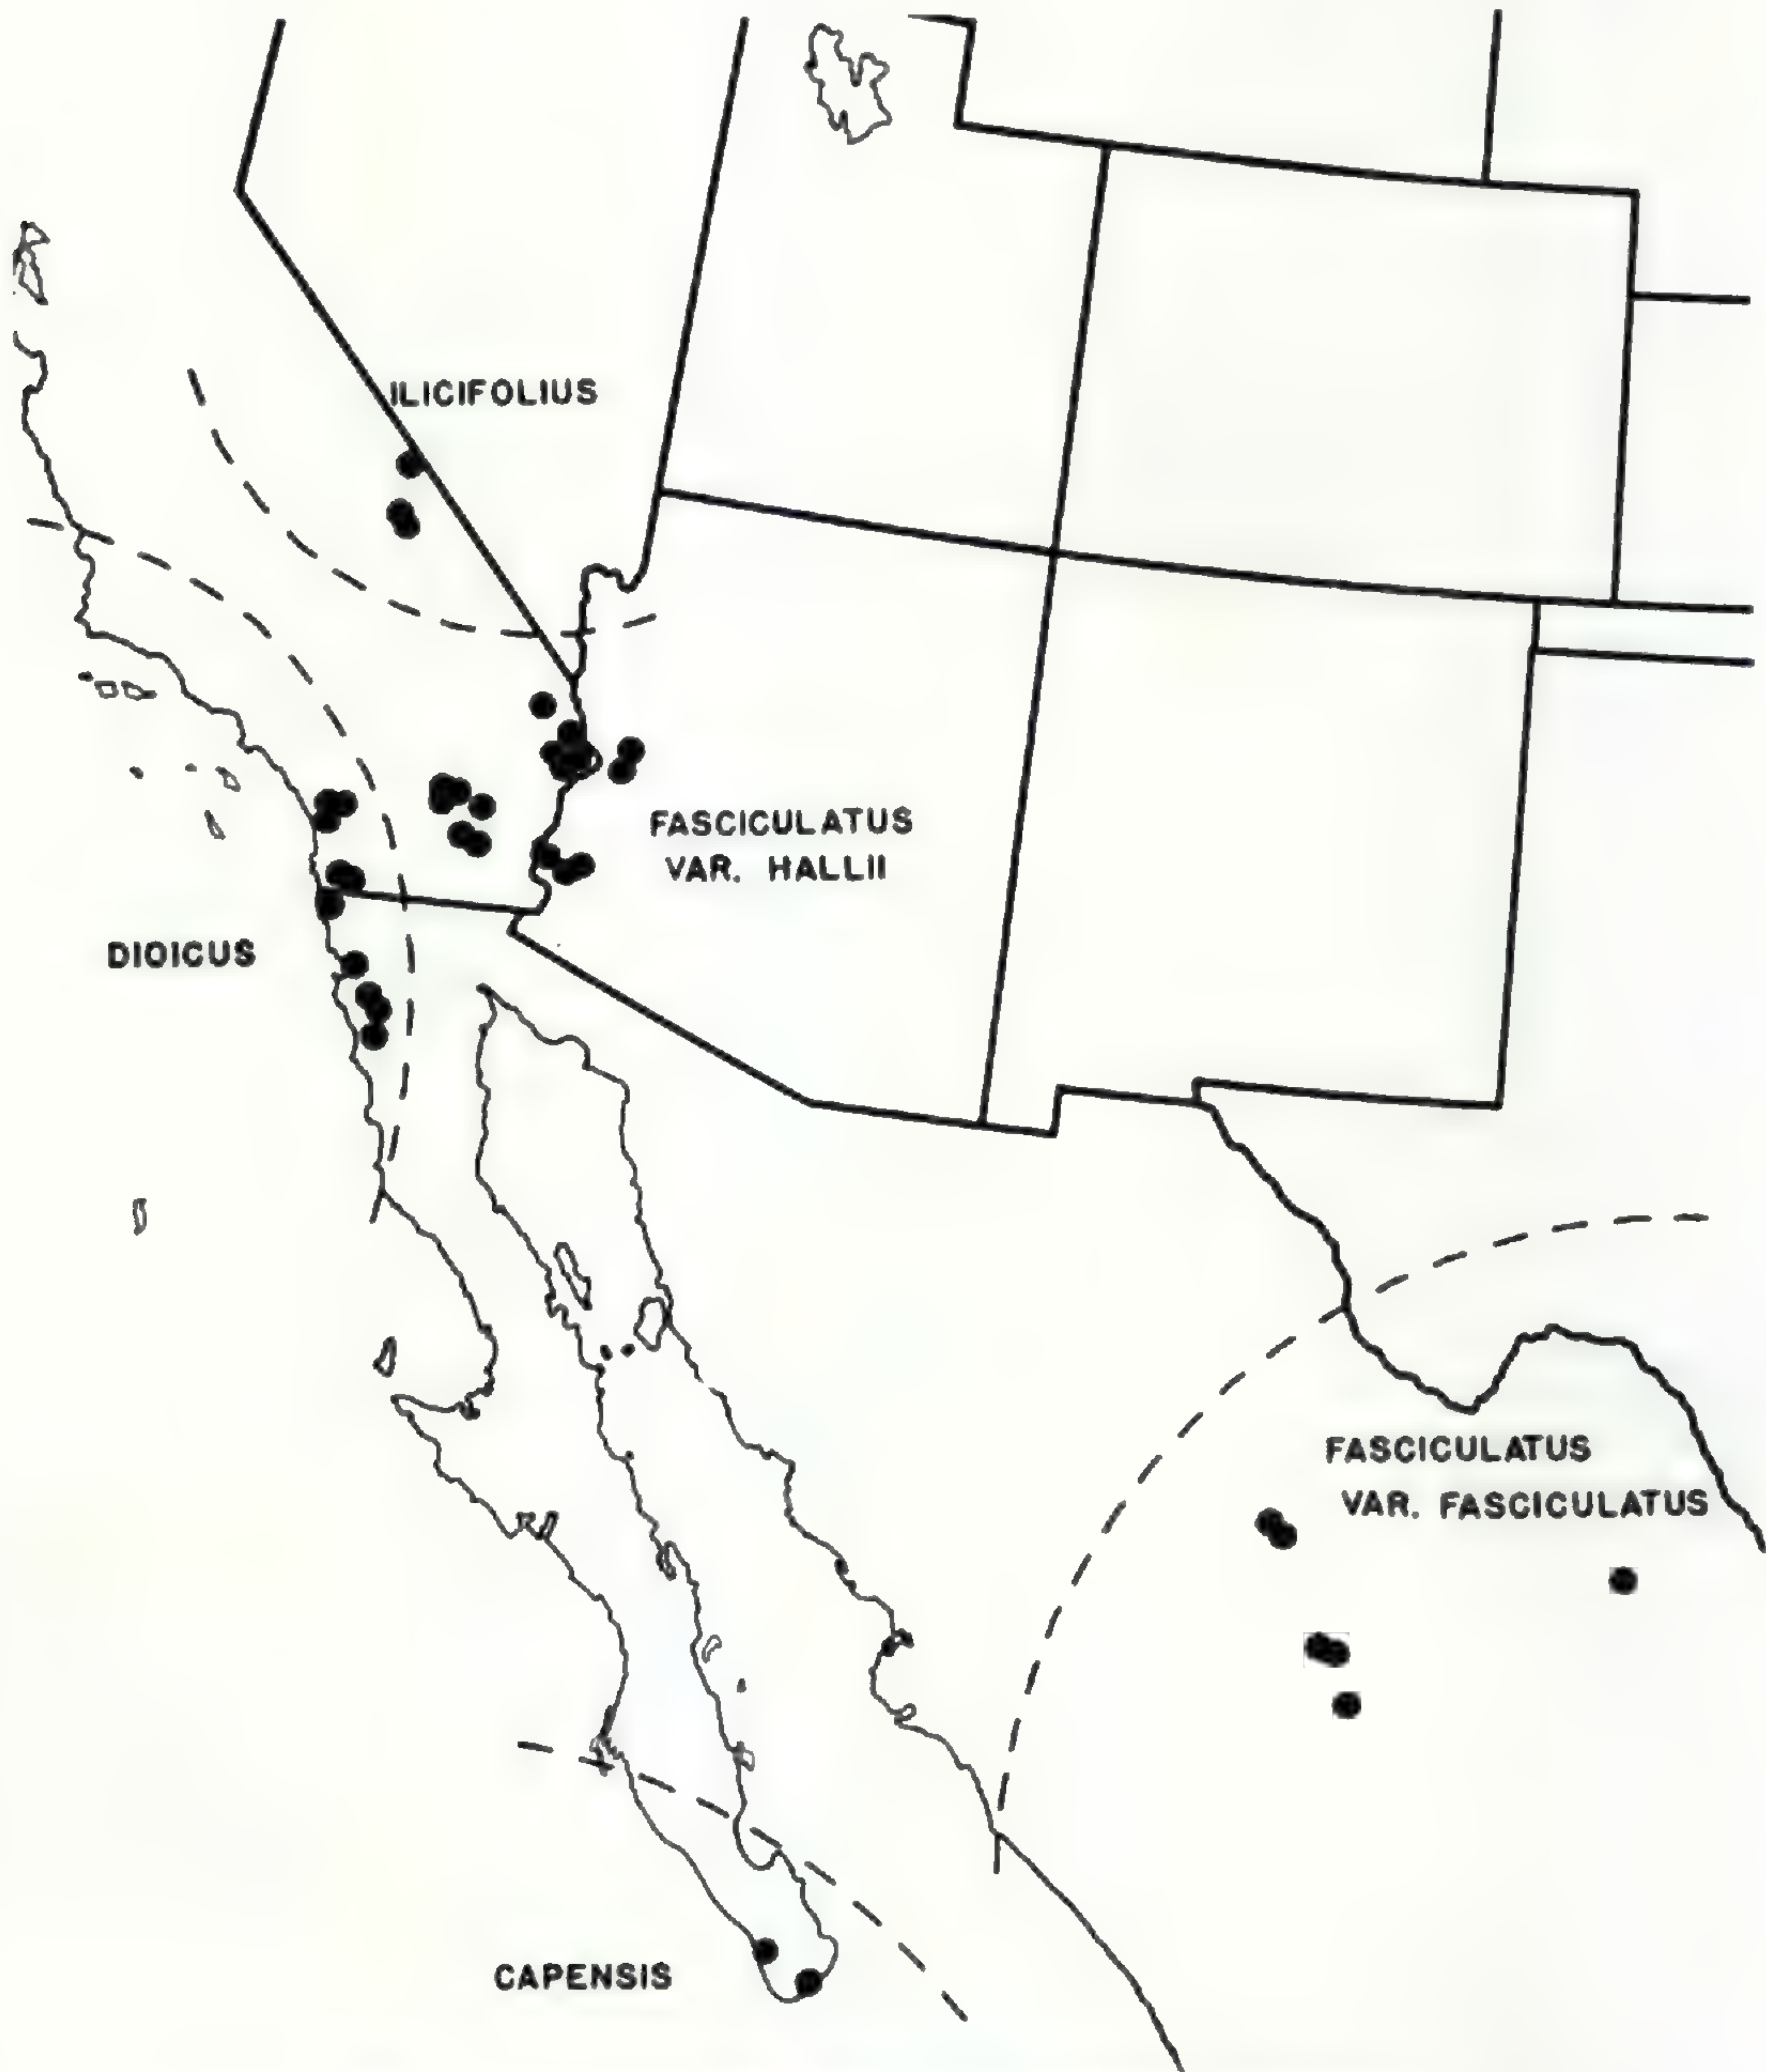 ILICIFOLIUS
FASCICULATUS
VAR. HALLII
DIOICUS
FASCICULATUS
VAR. FASCICULATUS
CAPENSIS